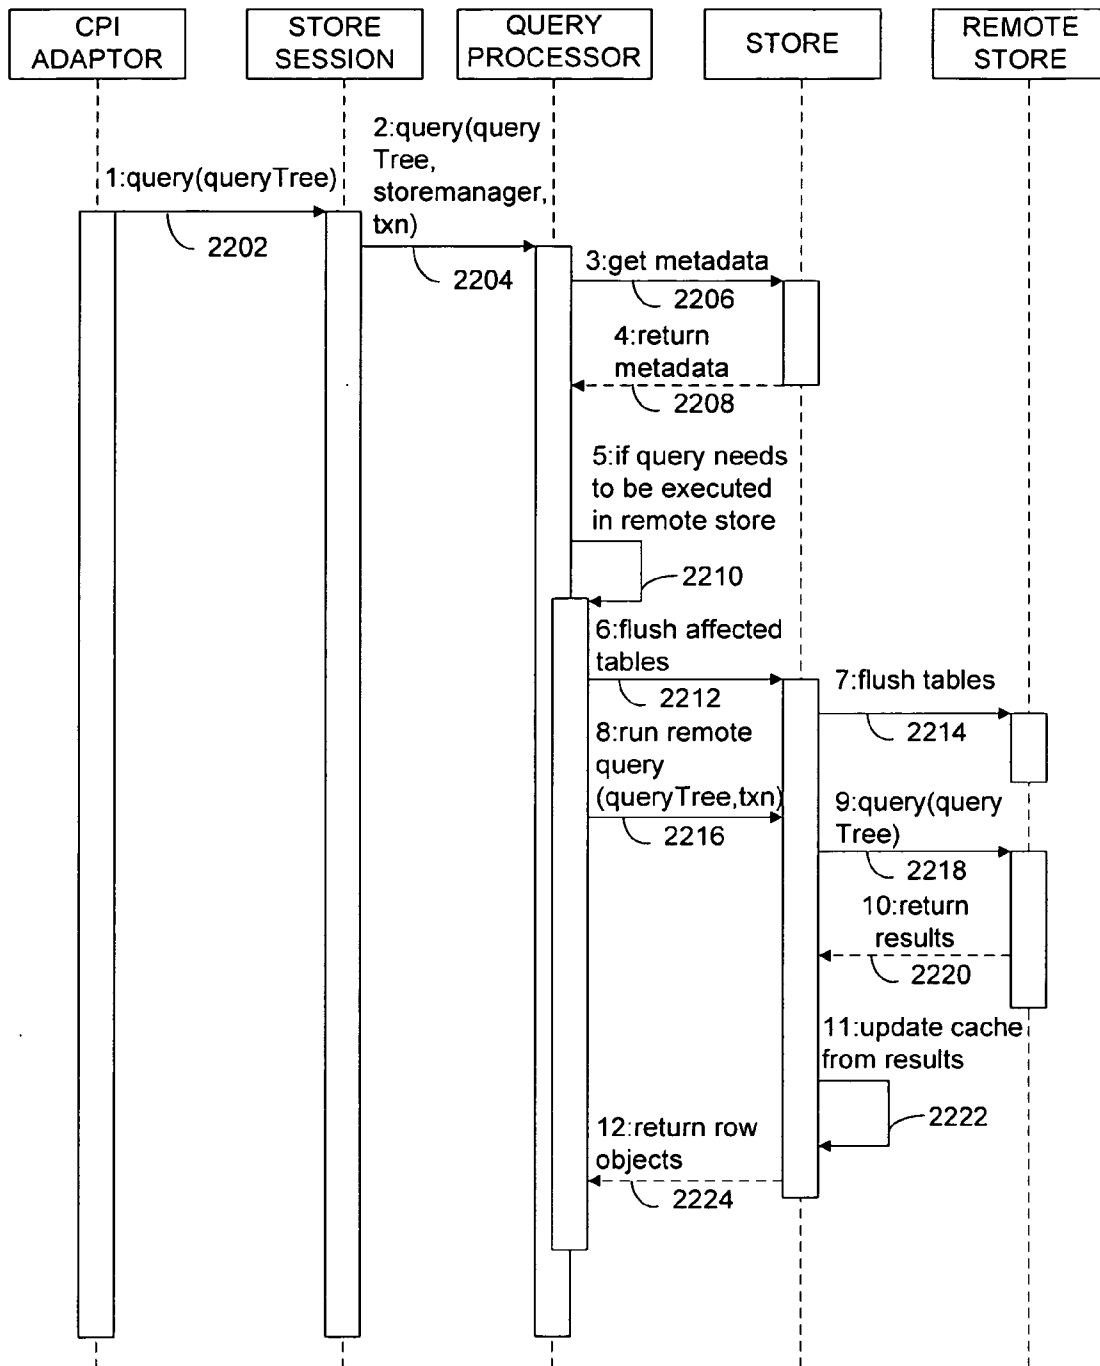 CPI
ADAPTOR
STORE
SESSION
QUERY
PROCESSOR
STORE
REMOTE
STORE
1:query(queryTree)
2202
2:query(query
Tree,
storemanager,
txn)
2204
3:get metadata
2206
4:return
metadata
2208
5:if query needs
to be executed
in remote store
2210
6:flush affected
tables
2212
7:flush tables
2214
8:run remote
query
(queryTree,txn)
2216
9:query(query
Tree)
2218
10:return
results
2220
11:update cache
from results
2222
12:return row
objects
2224